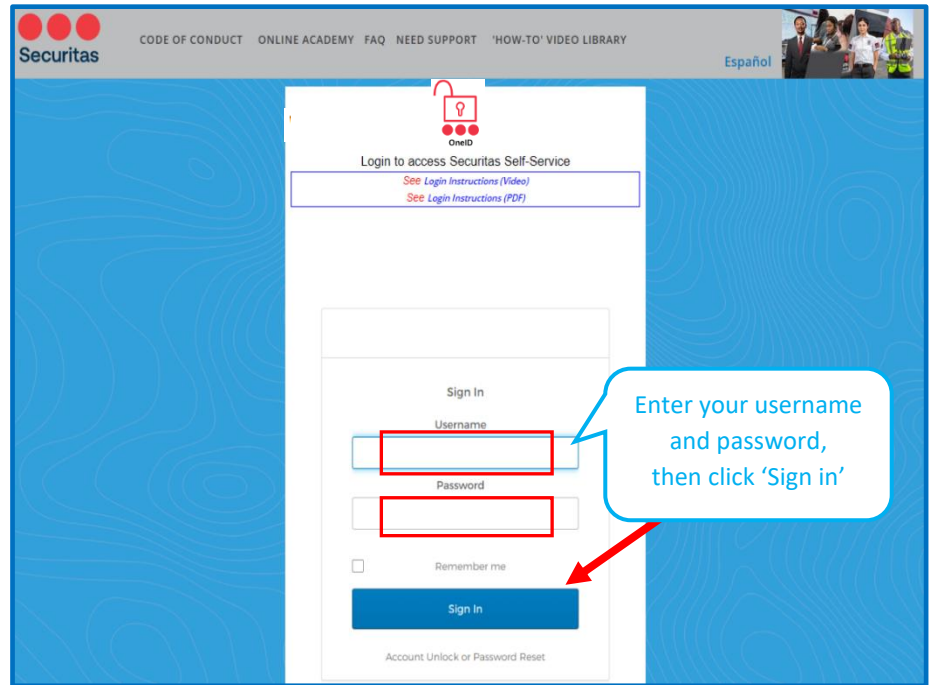 Securitas
CODE OF CONDUCT ONLINE ACADEMY FAQ NEED SUPPORT 'HOW-TO' VIDEO LIBRARY
Español
OneID
Login to access Securitas Self-Service
See Login Instructions (Video)
See Login Instructions (PDF)
Sign In
Username
Enter your username
and password,
then click ‘Sign in’
Password
Remember me
Sign In
Account Unlock or Password Reset